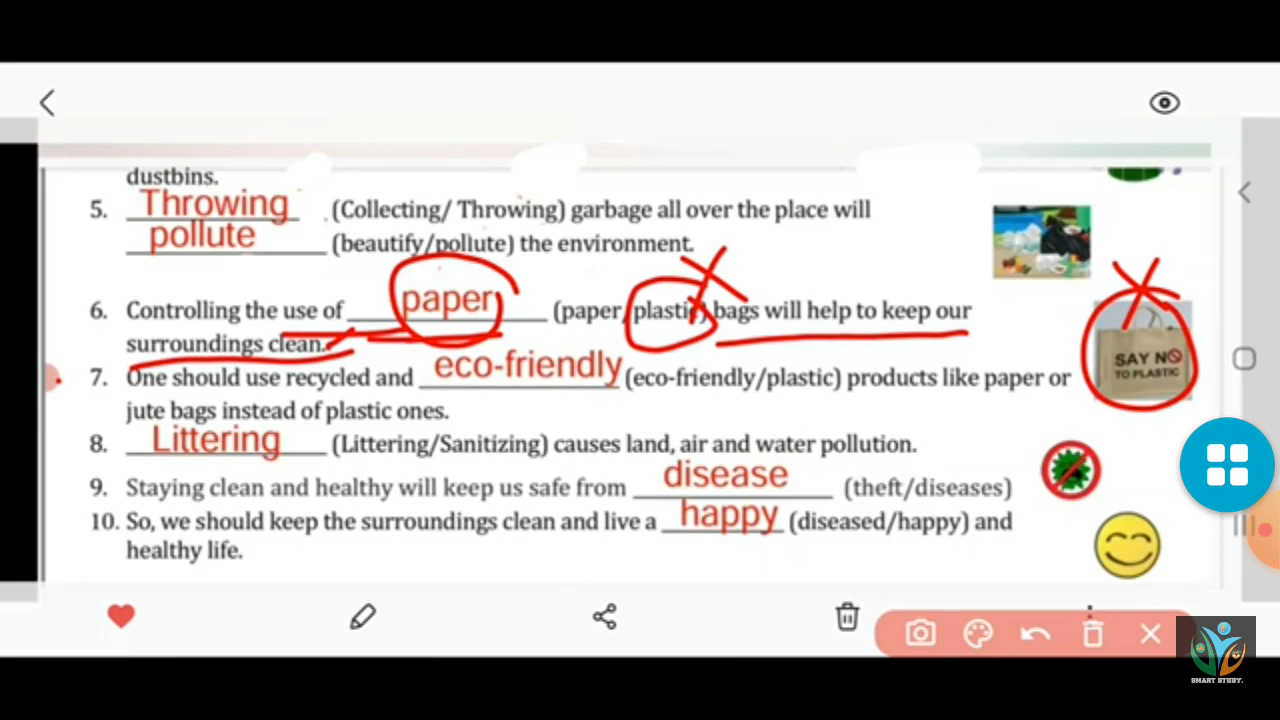 dustbins.
5. Throwing (Collecting/ Throwing) garbage all over the place will
pollute (beautify/pollute) the environment.
6. Controlling the use of paper (paper/plastic) bags will help to keep our
surroundings clean.
SAY NO
TO PLASTIC
7. One should use recycled and eco-friendly (eco-friendly/plastic) products like paper or
jute bags instead of plastic ones.
8. Littering (Littering/Sanitizing) causes land, air and water pollution.
9. Staying clean and healthy will keep us safe from disease (theft/diseases)
10. So, we should keep the surroundings clean and live a happy (diseased/happy) and
healthy life.
SMART STUDY.